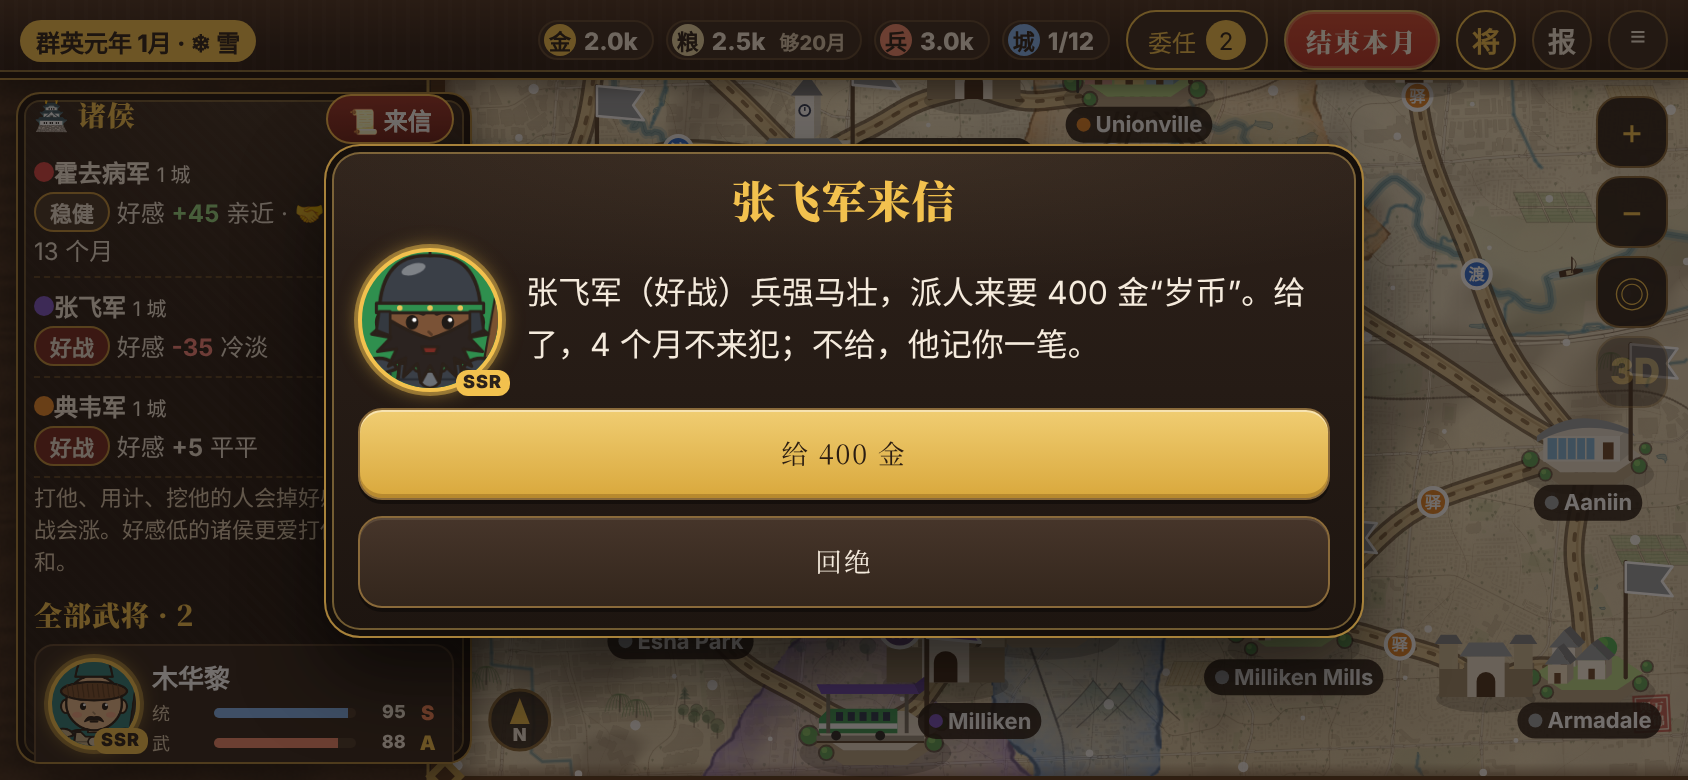 群英元年 1月 · ❄ 雪
金 2.0k
粮 2.5k 够20月
兵 3.0k
城 1/12
委任 2
结束本月
将
报
≡
诸侯
📜 来信
霍去病军 1 城
稳健 好感 +45 亲近 · 🤝
13 个月
张飞军 1 城
好战 好感 -35 冷淡
典韦军 1 城
好战 好感 +5 平平
打他、用计、挖他的人会掉好
战会涨。好感低的诸侯更爱打
和。
全部武将 · 2
木华黎
统 95 S
武 88 A
SSR
张飞军来信
张飞军（好战）兵强马壮，派人来要 400 金“岁币”。给
了，4 个月不来犯；不给，他记你一笔。
SSR
给 400 金
回绝
Unionville
驿
渡
驿
Aaniin
驿
Esna Park
Milliken Mills
Milliken
Armadale
N
+
−
◎
3D